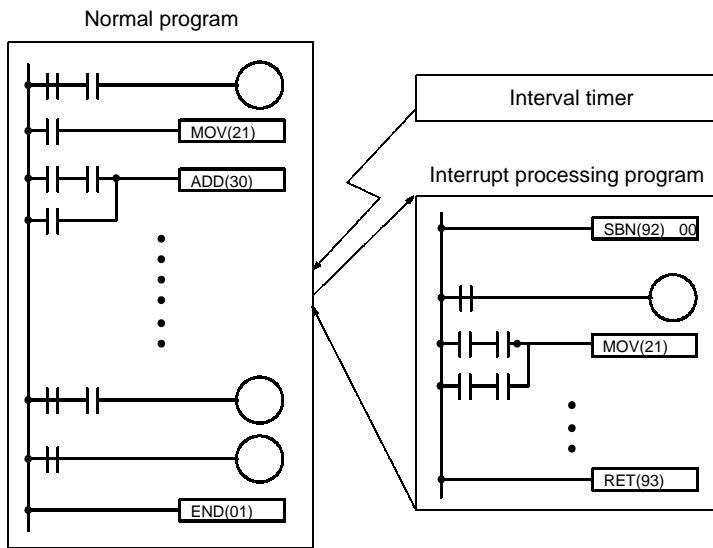 Normal program
MOV(21)
ADD(30)
END(01)
Interval timer
Interrupt processing program
SBN(92) 00
MOV(21)
RET(93)